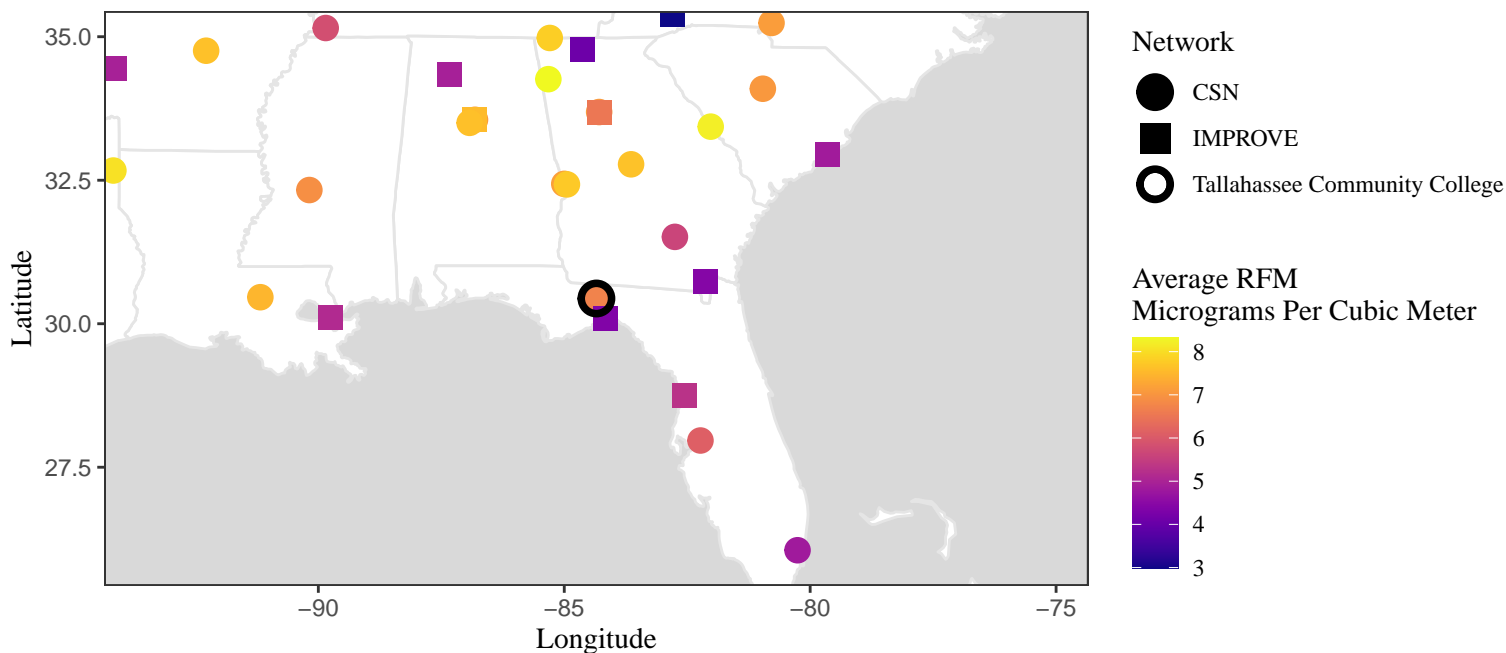 35.0
32.5
30.0
27.5
Latitude
−90
−85
−80
−75
Longitude
Network
CSN
IMPROVE
Tallahassee Community College
Average RFM
Micrograms Per Cubic Meter
8
7
6
5
4
3